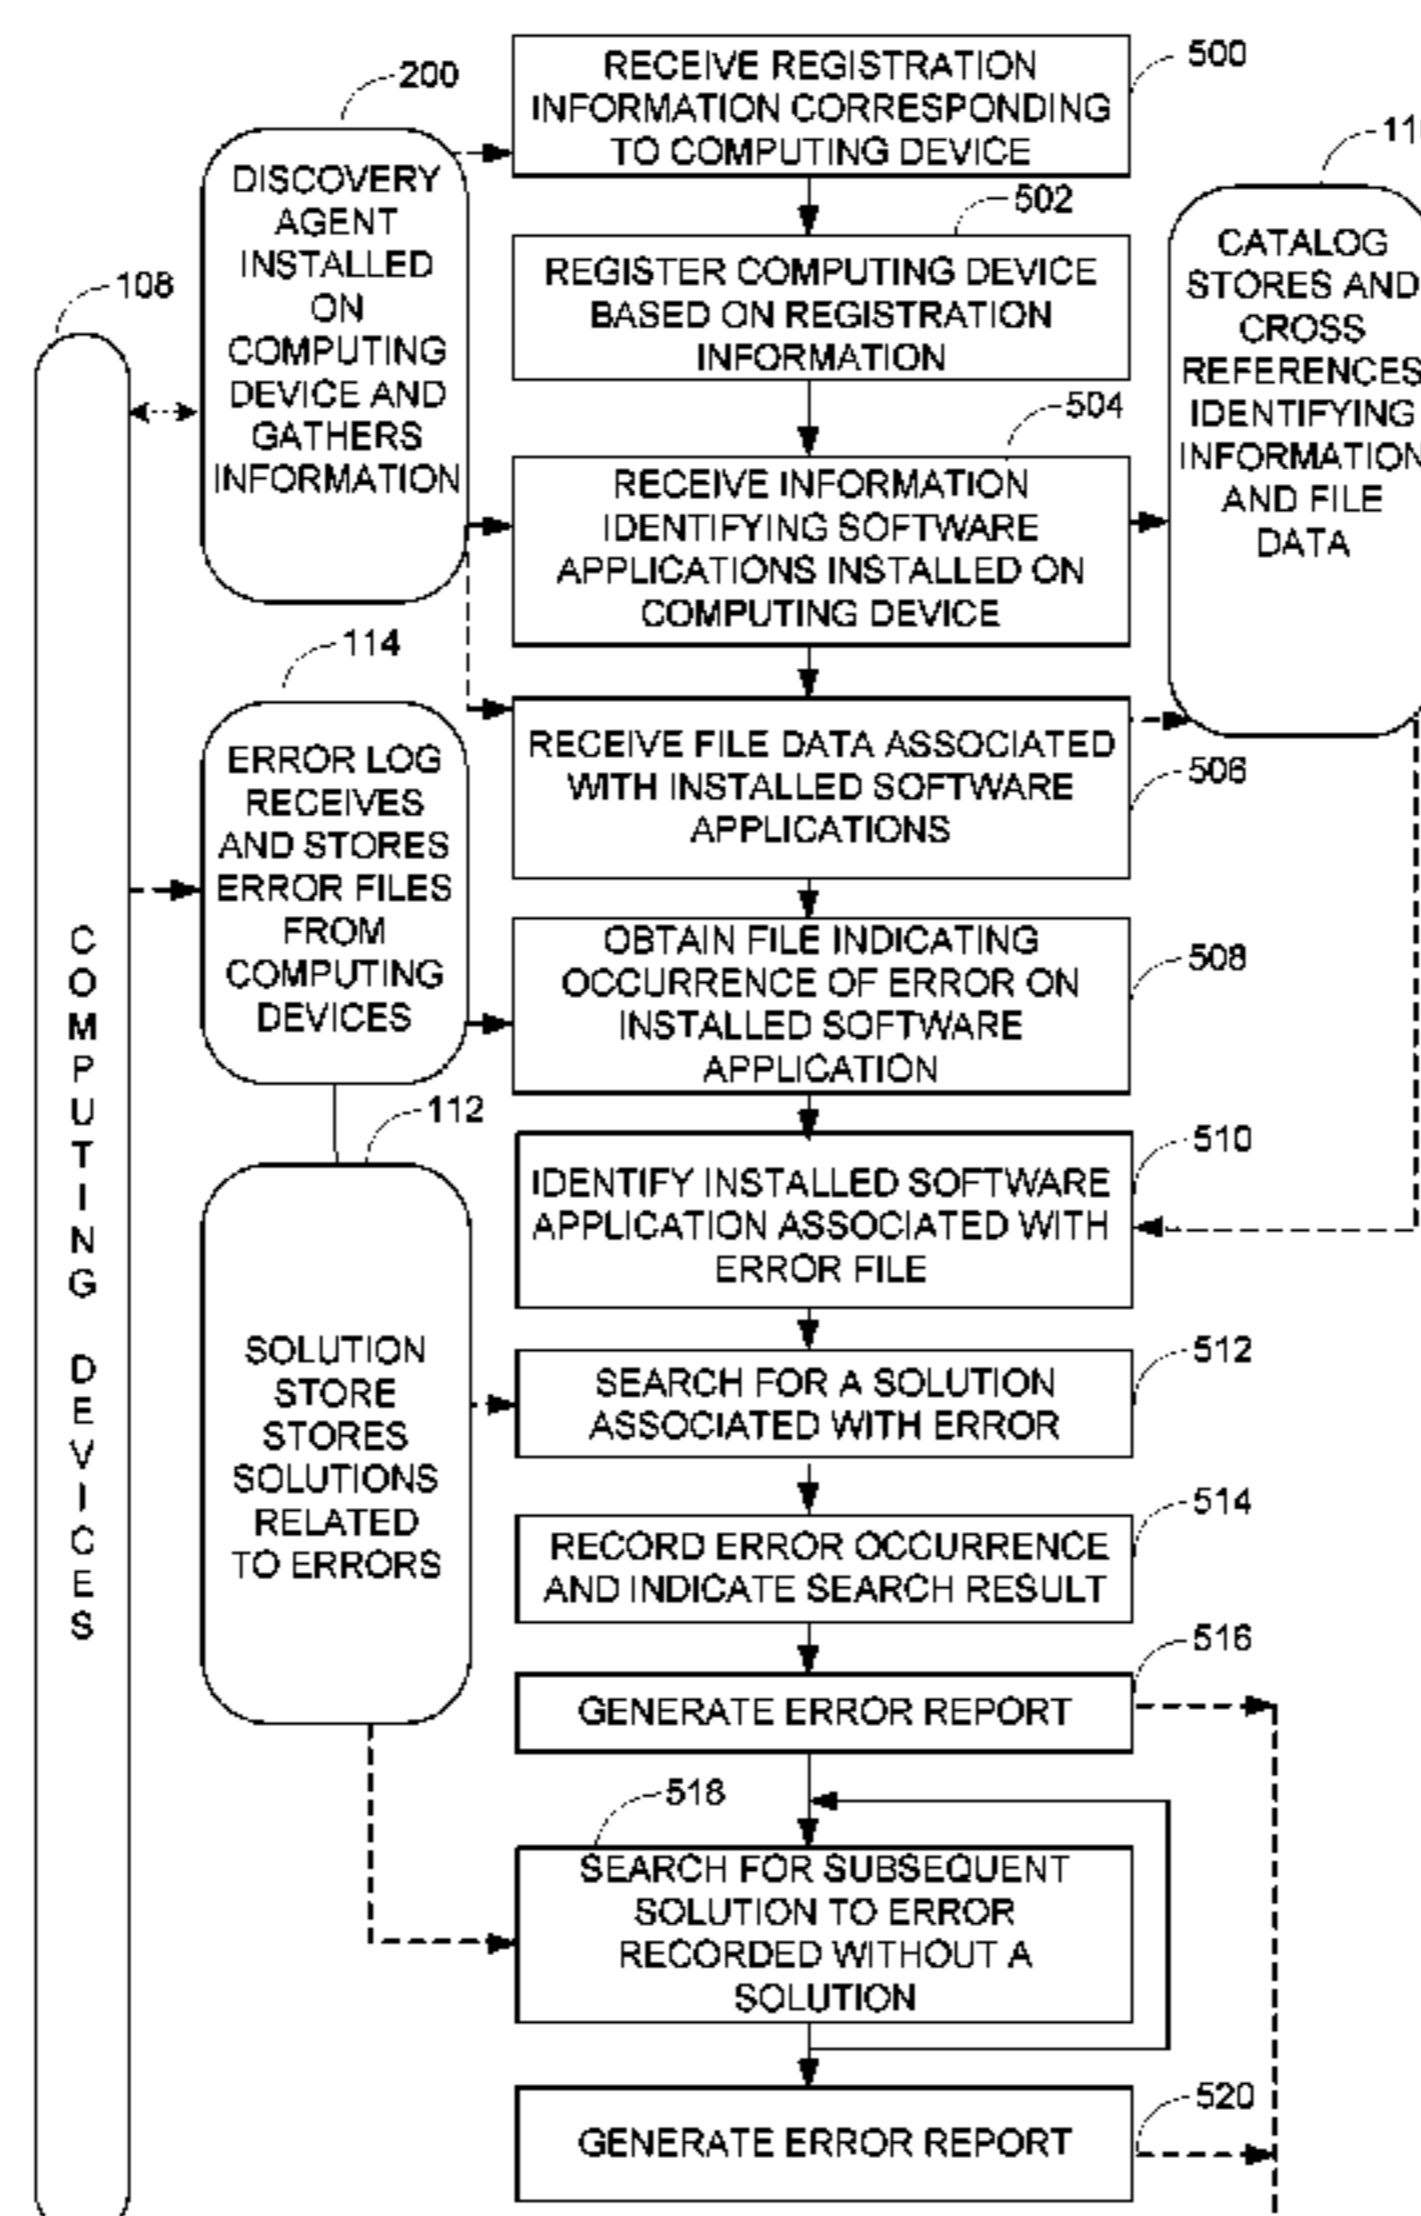 500
RECEIVE REGISTRATION
INFORMATION CORRESPONDING
TO COMPUTING DEVICE
200
DISCOVERY
AGENT
INSTALLED
ON
COMPUTING
DEVICE AND
GATHERS
INFORMATION
502
REGISTER COMPUTING DEVICE
BASED ON REGISTRATION
INFORMATION
CATALOG
STORES AND
CROSS
REFERENCES
IDENTIFYING
INFORMATION
AND FILE
DATA
108
COMPUTING DEVICES
504
RECEIVE INFORMATION
IDENTIFYING SOFTWARE
APPLICATIONS INSTALLED ON
COMPUTING DEVICE
114
ERROR LOG
RECEIVES
AND STORES
ERROR FILES
FROM
COMPUTING
DEVICES
RECEIVE FILE DATA ASSOCIATED
WITH INSTALLED SOFTWARE
APPLICATIONS
506
OBTAIN FILE INDICATING
OCCURRENCE OF ERROR ON
INSTALLED SOFTWARE
APPLICATION
508
112
SOLUTION
STORE
STORES
SOLUTIONS
RELATED
TO ERRORS
510
IDENTIFY INSTALLED SOFTWARE
APPLICATION ASSOCIATED WITH
ERROR FILE
512
SEARCH FOR A SOLUTION
ASSOCIATED WITH ERROR
514
RECORD ERROR OCCURRENCE
AND INDICATE SEARCH RESULT
516
GENERATE ERROR REPORT
518
SEARCH FOR SUBSEQUENT
SOLUTION TO ERROR
RECORDED WITHOUT A
SOLUTION
520
GENERATE ERROR REPORT